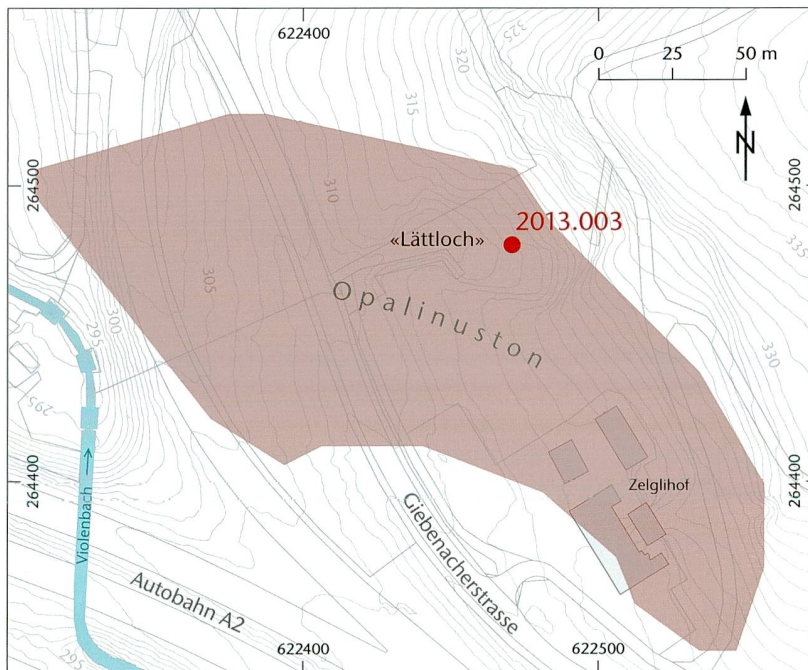 622400
325
0 25 50 m
320
315
N
264500
264500
310
2013.003
«Lättloch»
335
305
Opalinuston
300
295
330
295
264400
264400
Zelglihof
Violenbach →
Giebenacherstrasse
Autobahn A2
295
622400
622500